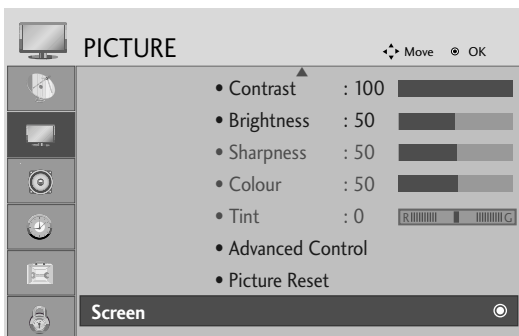 PICTURE Move OK
• Contrast : 100
• Brightness : 50
• Sharpness : 50
• Colour : 50
• Tint : 0 R G
• Advanced Control
• Picture Reset
Screen